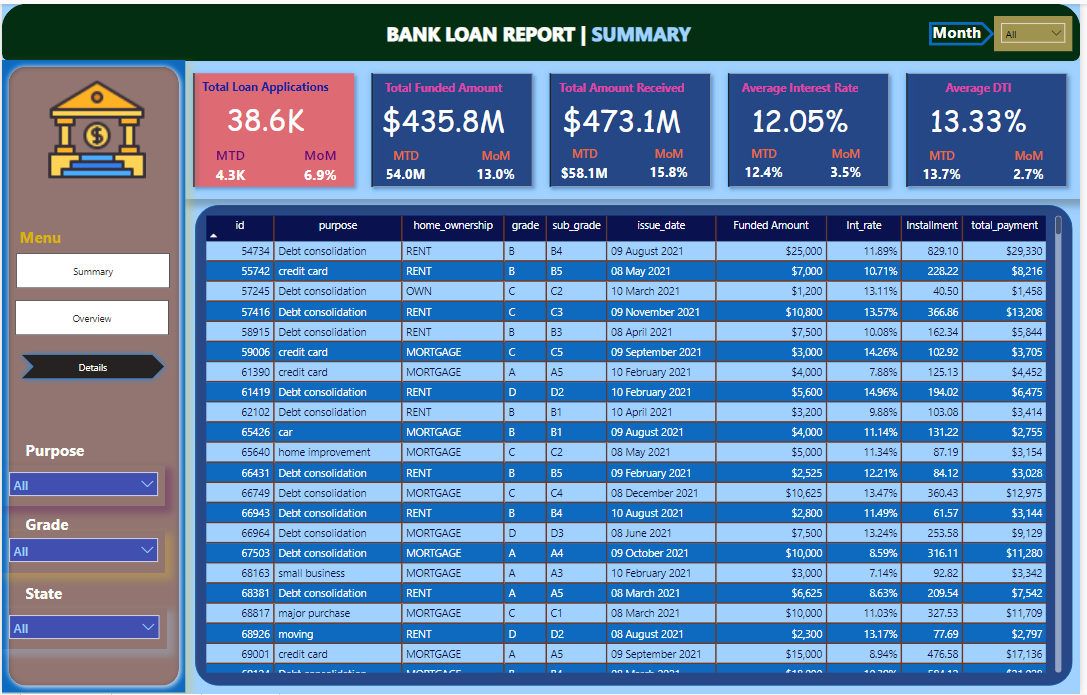 BANK LOAN REPORT | SUMMARY
Month
All
Total Loan Applications
38.6K
MTD MoM
4.3K 6.9%
Total Funded Amount
$435.8M
MTD MoM
54.0M 13.0%
Total Amount Received
$473.1M
MTD MoM
$58.1M 15.8%
Average Interest Rate
12.05%
MTD MoM
12.4% 3.5%
Average DTI
13.33%
MTD MoM
13.7% 2.7%
Menu
Summary
Overview
Details
Purpose
All
Grade
All
State
All
id purpose home_ownership grade sub_grade issue_date Funded Amount Int_rate Installment total_payment
54734 Debt consolidation RENT B B4 09 August 2021 $25,000 11.89% 829.10 $29,330
55742 credit card RENT B B5 08 May 2021 $7,000 10.71% 228.22 $8,216
57245 Debt consolidation OWN C C2 10 March 2021 $1,200 13.11% 40.50 $1,458
57416 Debt consolidation RENT C C3 09 November 2021 $10,800 13.57% 366.86 $13,208
58915 Debt consolidation RENT B B3 08 April 2021 $7,500 10.08% 162.34 $5,844
59006 credit card MORTGAGE C C5 09 September 2021 $3,000 14.26% 102.92 $3,705
61390 credit card MORTGAGE A A5 10 February 2021 $4,000 7.88% 125.13 $4,452
61419 Debt consolidation RENT D D2 10 February 2021 $5,600 14.96% 194.02 $6,475
62102 Debt consolidation RENT B B1 10 April 2021 $3,200 9.88% 103.08 $3,414
65426 car MORTGAGE B B1 09 August 2021 $4,000 11.14% 131.22 $2,755
65640 home improvement MORTGAGE C C2 08 May 2021 $5,000 11.34% 87.19 $3,154
66431 Debt consolidation RENT B B5 09 February 2021 $2,525 12.21% 84.12 $3,028
66749 Debt consolidation MORTGAGE C C4 08 December 2021 $10,625 13.47% 360.43 $12,975
66943 Debt consolidation RENT B B4 10 August 2021 $2,800 11.49% 61.57 $3,144
66964 Debt consolidation MORTGAGE D D3 08 June 2021 $7,500 13.24% 253.58 $9,129
67503 Debt consolidation MORTGAGE A A4 09 October 2021 $10,000 8.59% 316.11 $11,280
68163 small business MORTGAGE A A3 10 February 2021 $3,000 7.14% 92.82 $3,342
68381 Debt consolidation RENT A A5 08 March 2021 $6,625 8.63% 209.54 $7,542
68817 major purchase MORTGAGE C C1 08 March 2021 $10,000 11.03% 327.53 $11,709
68926 moving RENT D D2 08 August 2021 $2,300 13.17% 77.69 $2,797
69001 credit card MORTGAGE A A5 09 September 2021 $15,000 8.94% 476.58 $17,136